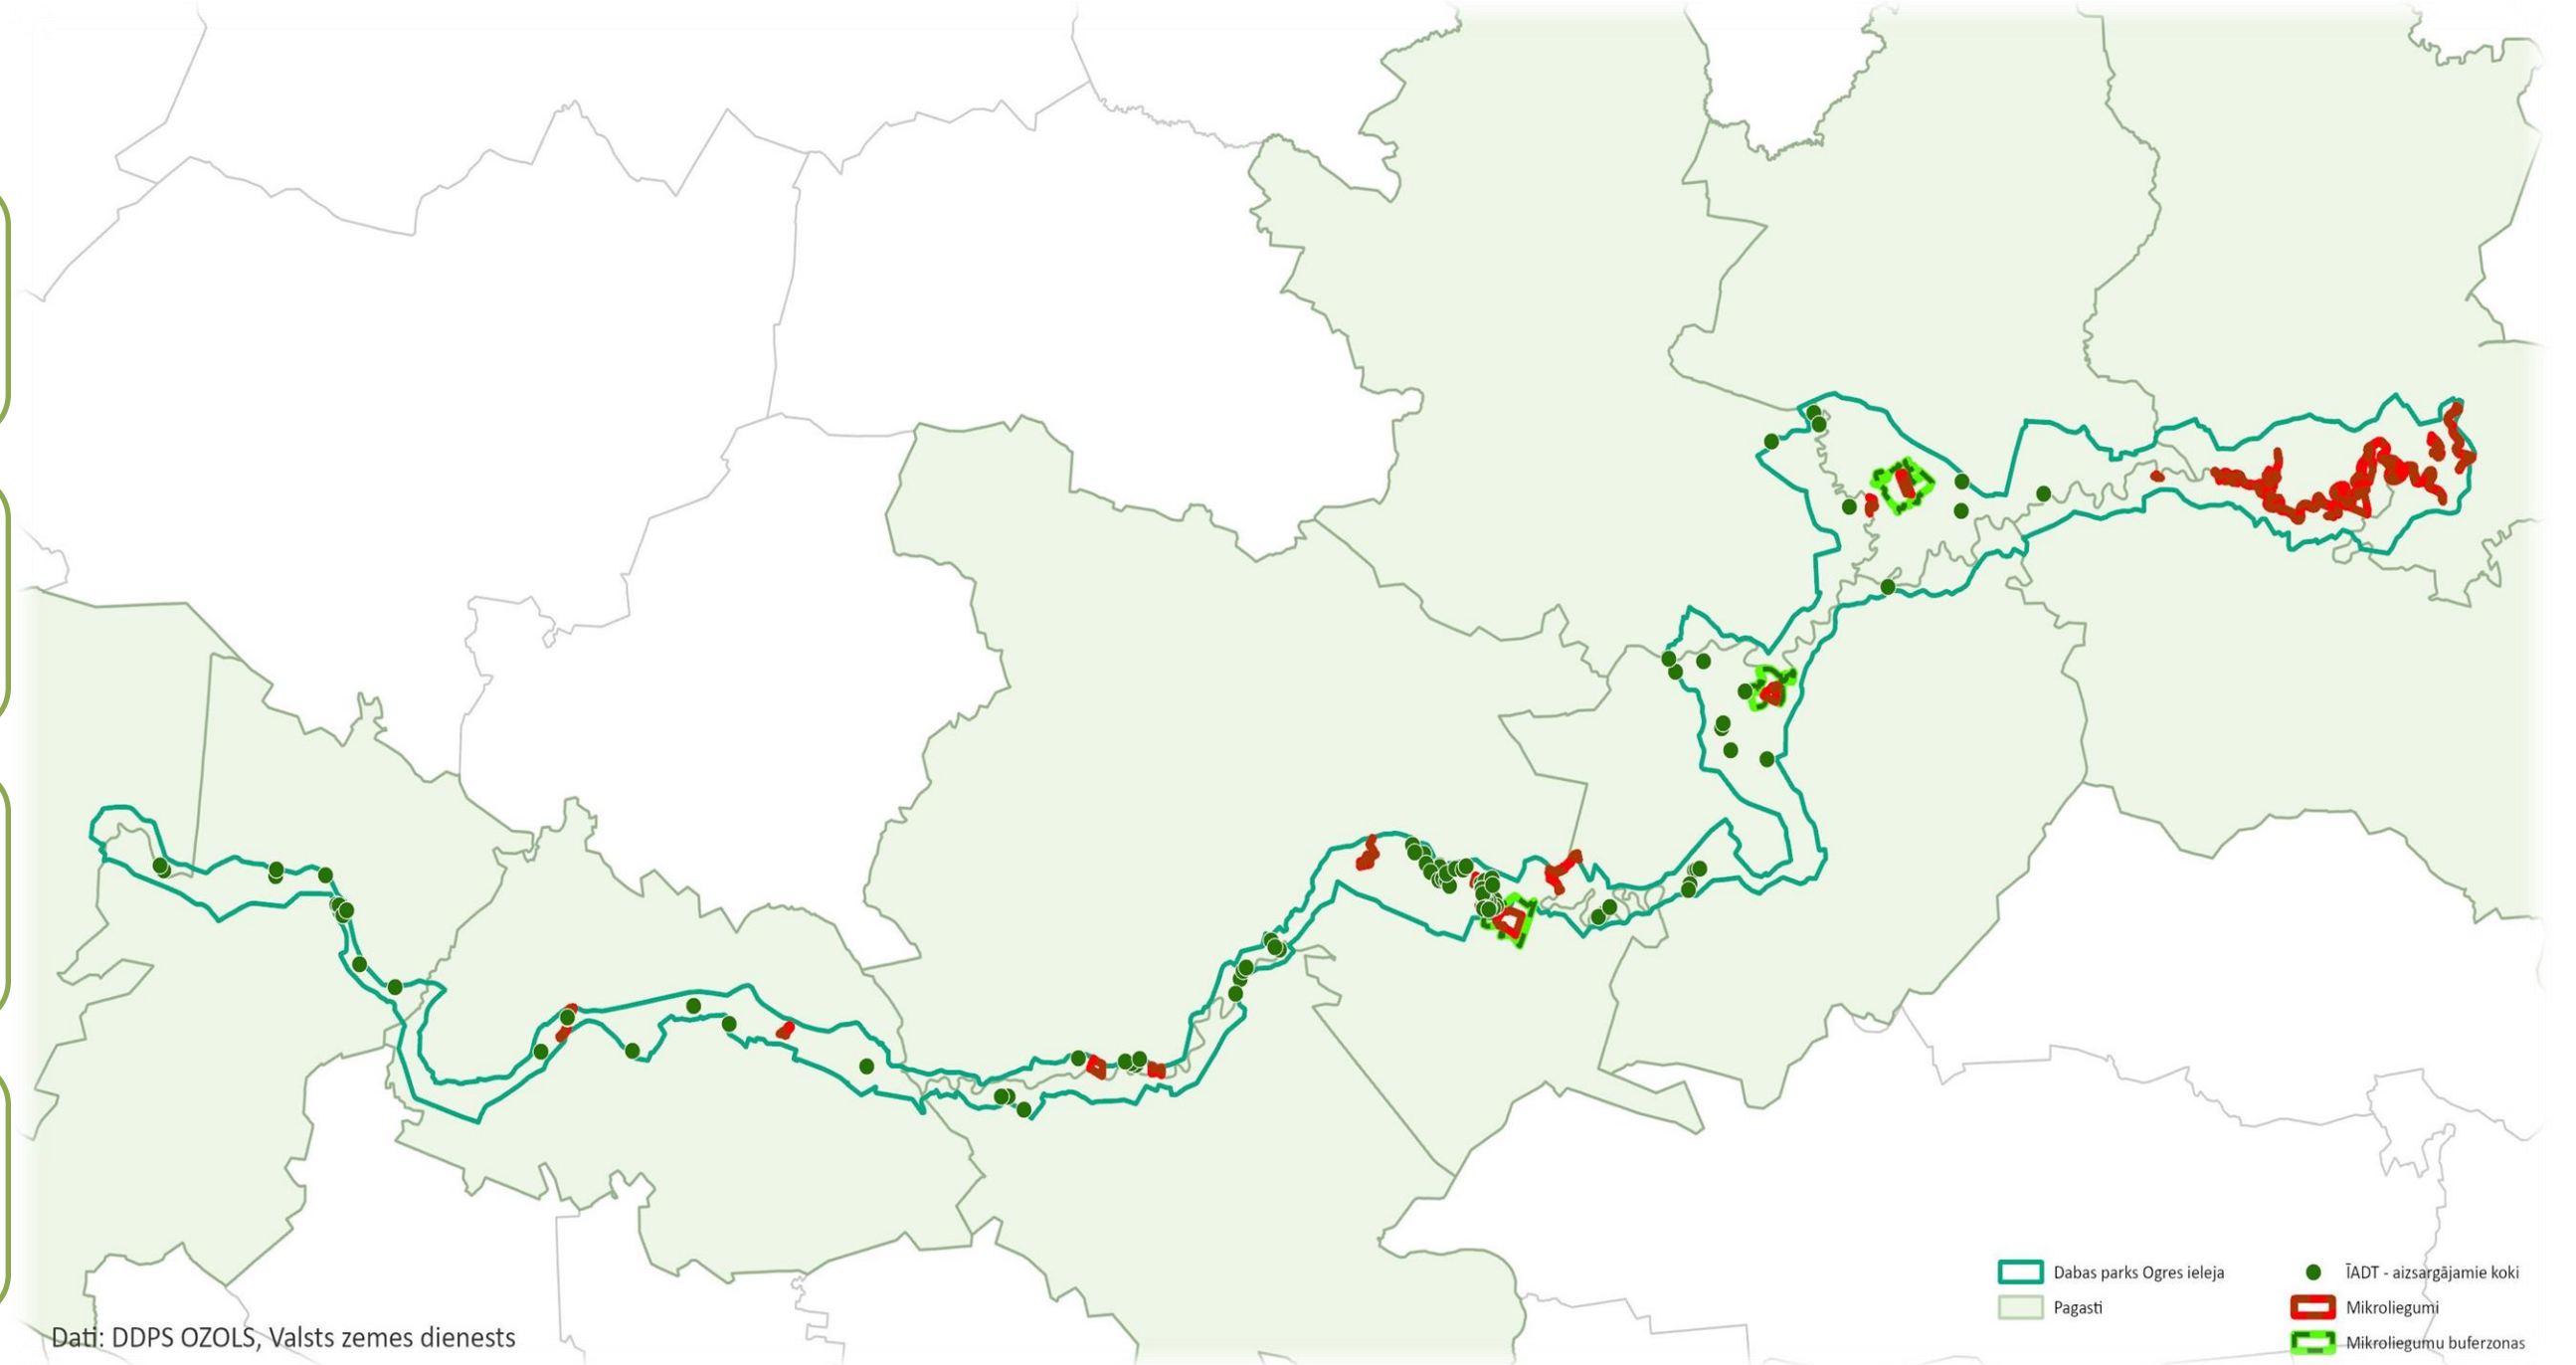 Dabas parks Ogres ieleja
Pagasti
ĪADT - aizsargājamie koki
Mikroliegumi
Mikroliegumu buferzonas
Dati: DDPS OZOLS, Valsts zemes dienests